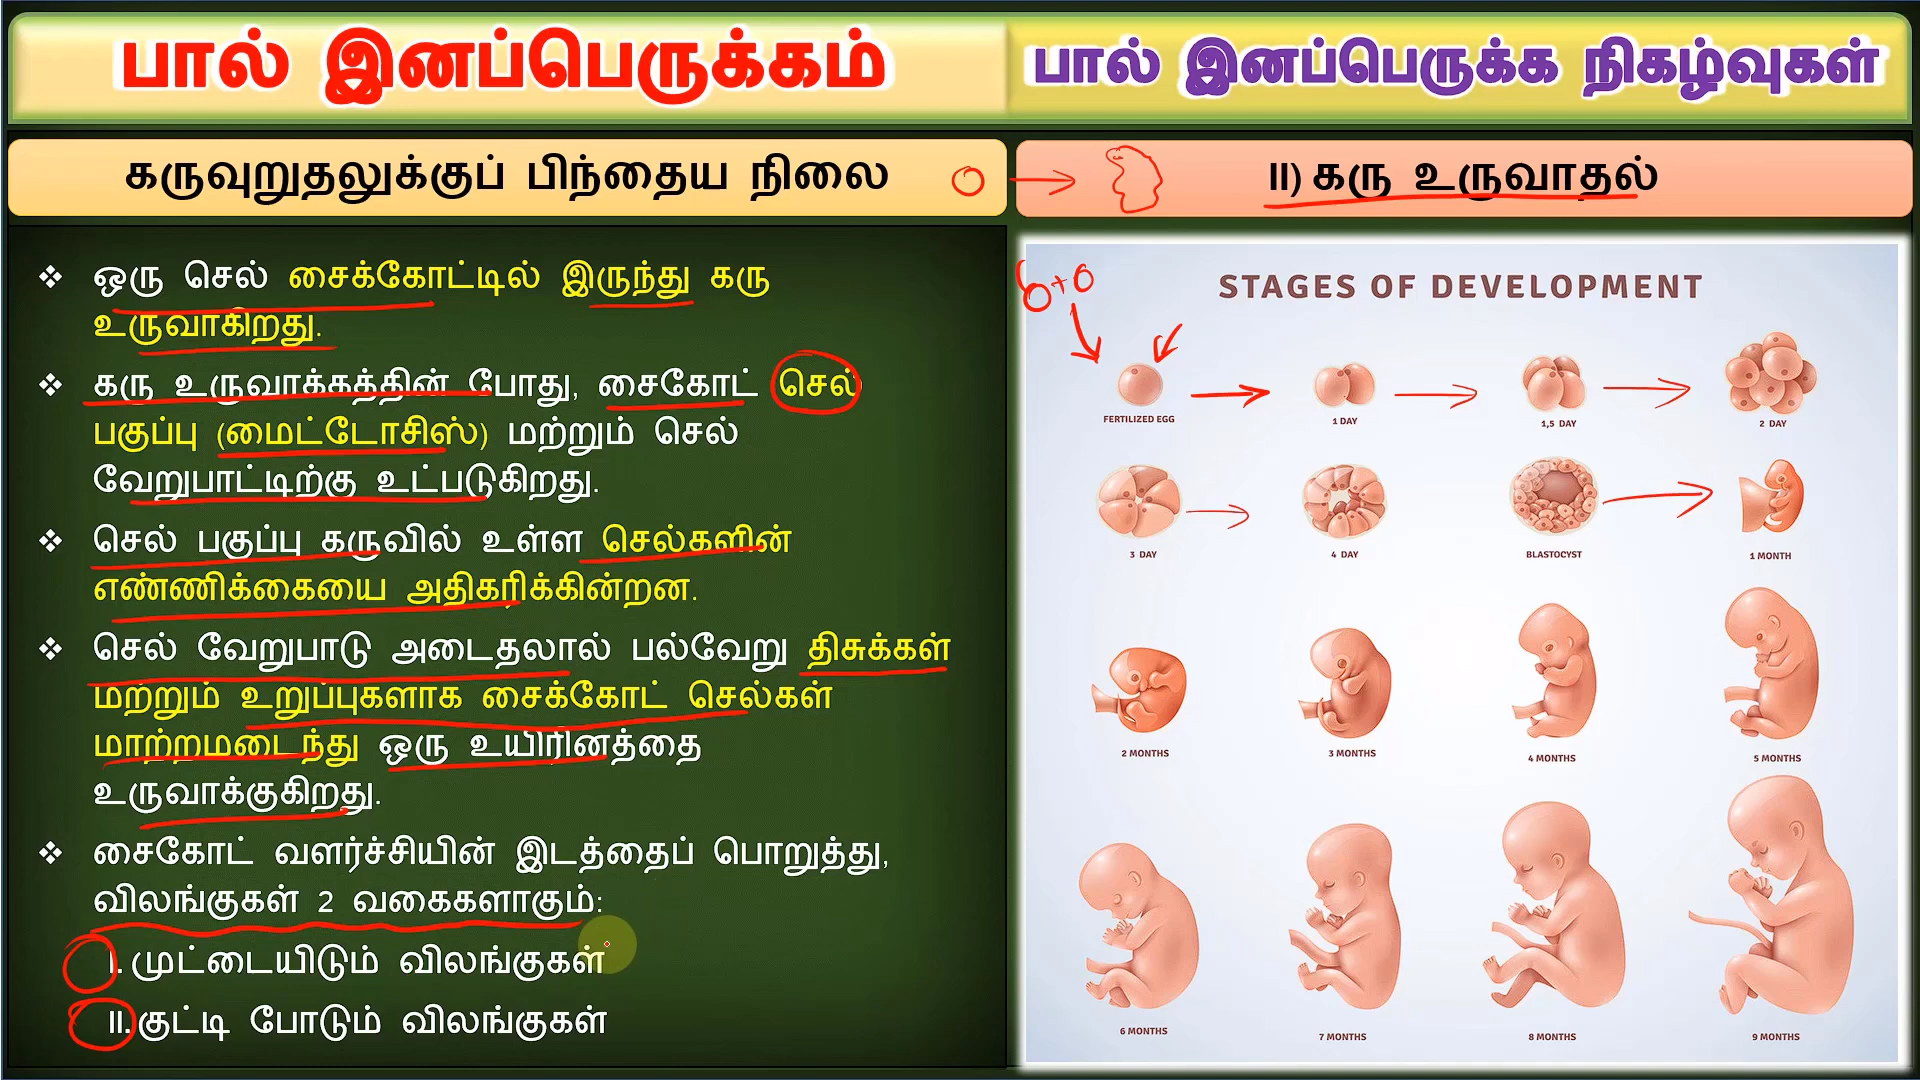 பால் இனப்பெருக்கம்
பால் இனப்பெருக்க நிகழ்வுகள்
கருவுறுதலுக்குப் பிந்தைய நிலை
II) கரு உருவாதல்
❖ ஒரு செல் சைக்கோட்டில் இருந்து கரு
உருவாகிறது.
❖ கரு உருவாக்கத்தின் போது, சைகோட் செல்
பகுப்பு (மைட்டோசிஸ்) மற்றும் செல்
வேறுபாட்டிற்கு உட்படுகிறது.
❖ செல் பகுப்பு கருவில் உள்ள செல்களின்
எண்ணிக்கையை அதிகரிக்கின்றன.
❖ செல் வேறுபாடு அடைதலால் பல்வேறு திசுக்கள்
மற்றும் உறுப்புகளாக சைக்கோட் செல்கள்
மாற்றமடைந்து ஒரு உயிரினத்தை
உருவாக்குகிறது.
❖ சைகோட் வளர்ச்சியின் இடத்தைப் பொறுத்து,
விலங்குகள் 2 வகைகளாகும்:
I. முட்டையிடும் விலங்குகள்
II. குட்டி போடும் விலங்குகள்
STAGES OF DEVELOPMENT
FERTILIZED EGG
1 DAY
1,5 DAY
2 DAY
3 DAY
4 DAY
BLASTOCYST
1 MONTH
2 MONTHS
3 MONTHS
4 MONTHS
5 MONTHS
6 MONTHS
7 MONTHS
8 MONTHS
9 MONTHS